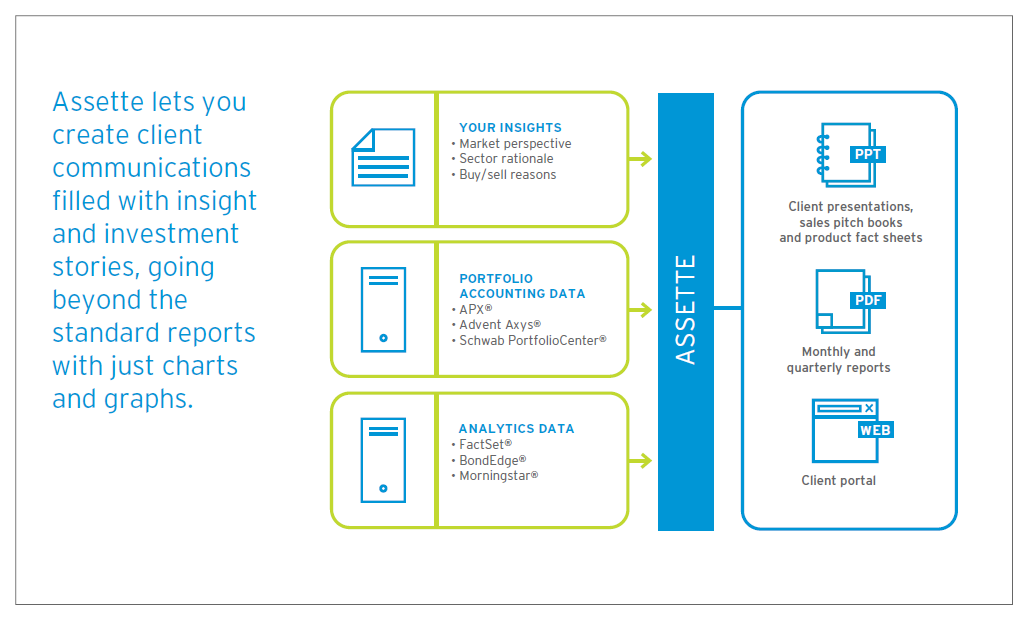 Assette lets you
create client
communications
filled with insight
and investment
stories, going
beyond the
standard reports
with just charts
and graphs.
YOUR INSIGHTS
• Market perspective
• Sector rationale
• Buy/sell reasons
PORTFOLIO
ACCOUNTING DATA
• APX®
• Advent Axys®
• Schwab PortfolioCenter®
ANALYTICS DATA
• FactSet®
• BondEdge®
• Morningstar®
ASSETTE
PPT
Client presentations,
sales pitch books
and product fact sheets
PDF
Monthly and
quarterly reports
X
WEB
Client portal